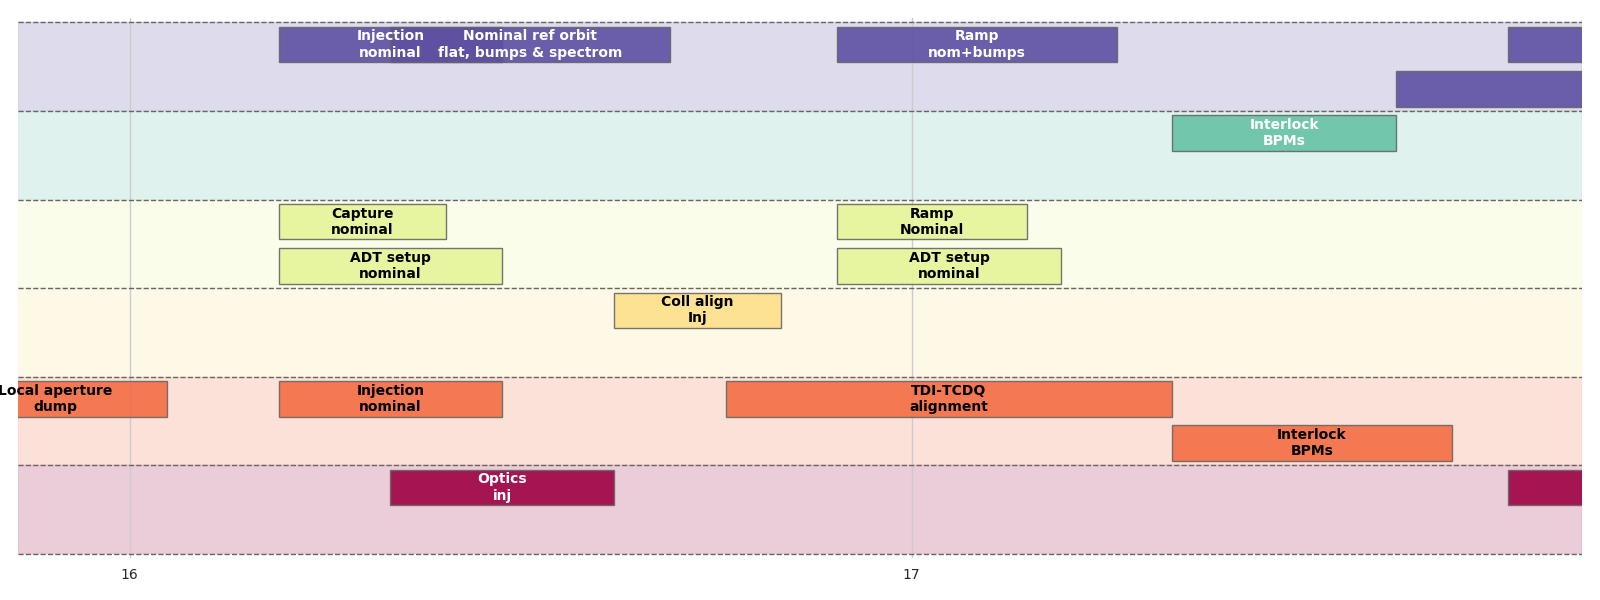 Injection
nominal
Nominal ref orbit
flat, bumps & spectrom
Ramp
nom+bumps
Interlock
BPMs
Capture
nominal
Ramp
Nominal
ADT setup
nominal
ADT setup
nominal
Coll align
Inj
Local aperture
dump
Injection
nominal
TDI-TCDQ
alignment
Interlock
BPMs
Optics
inj
16
17